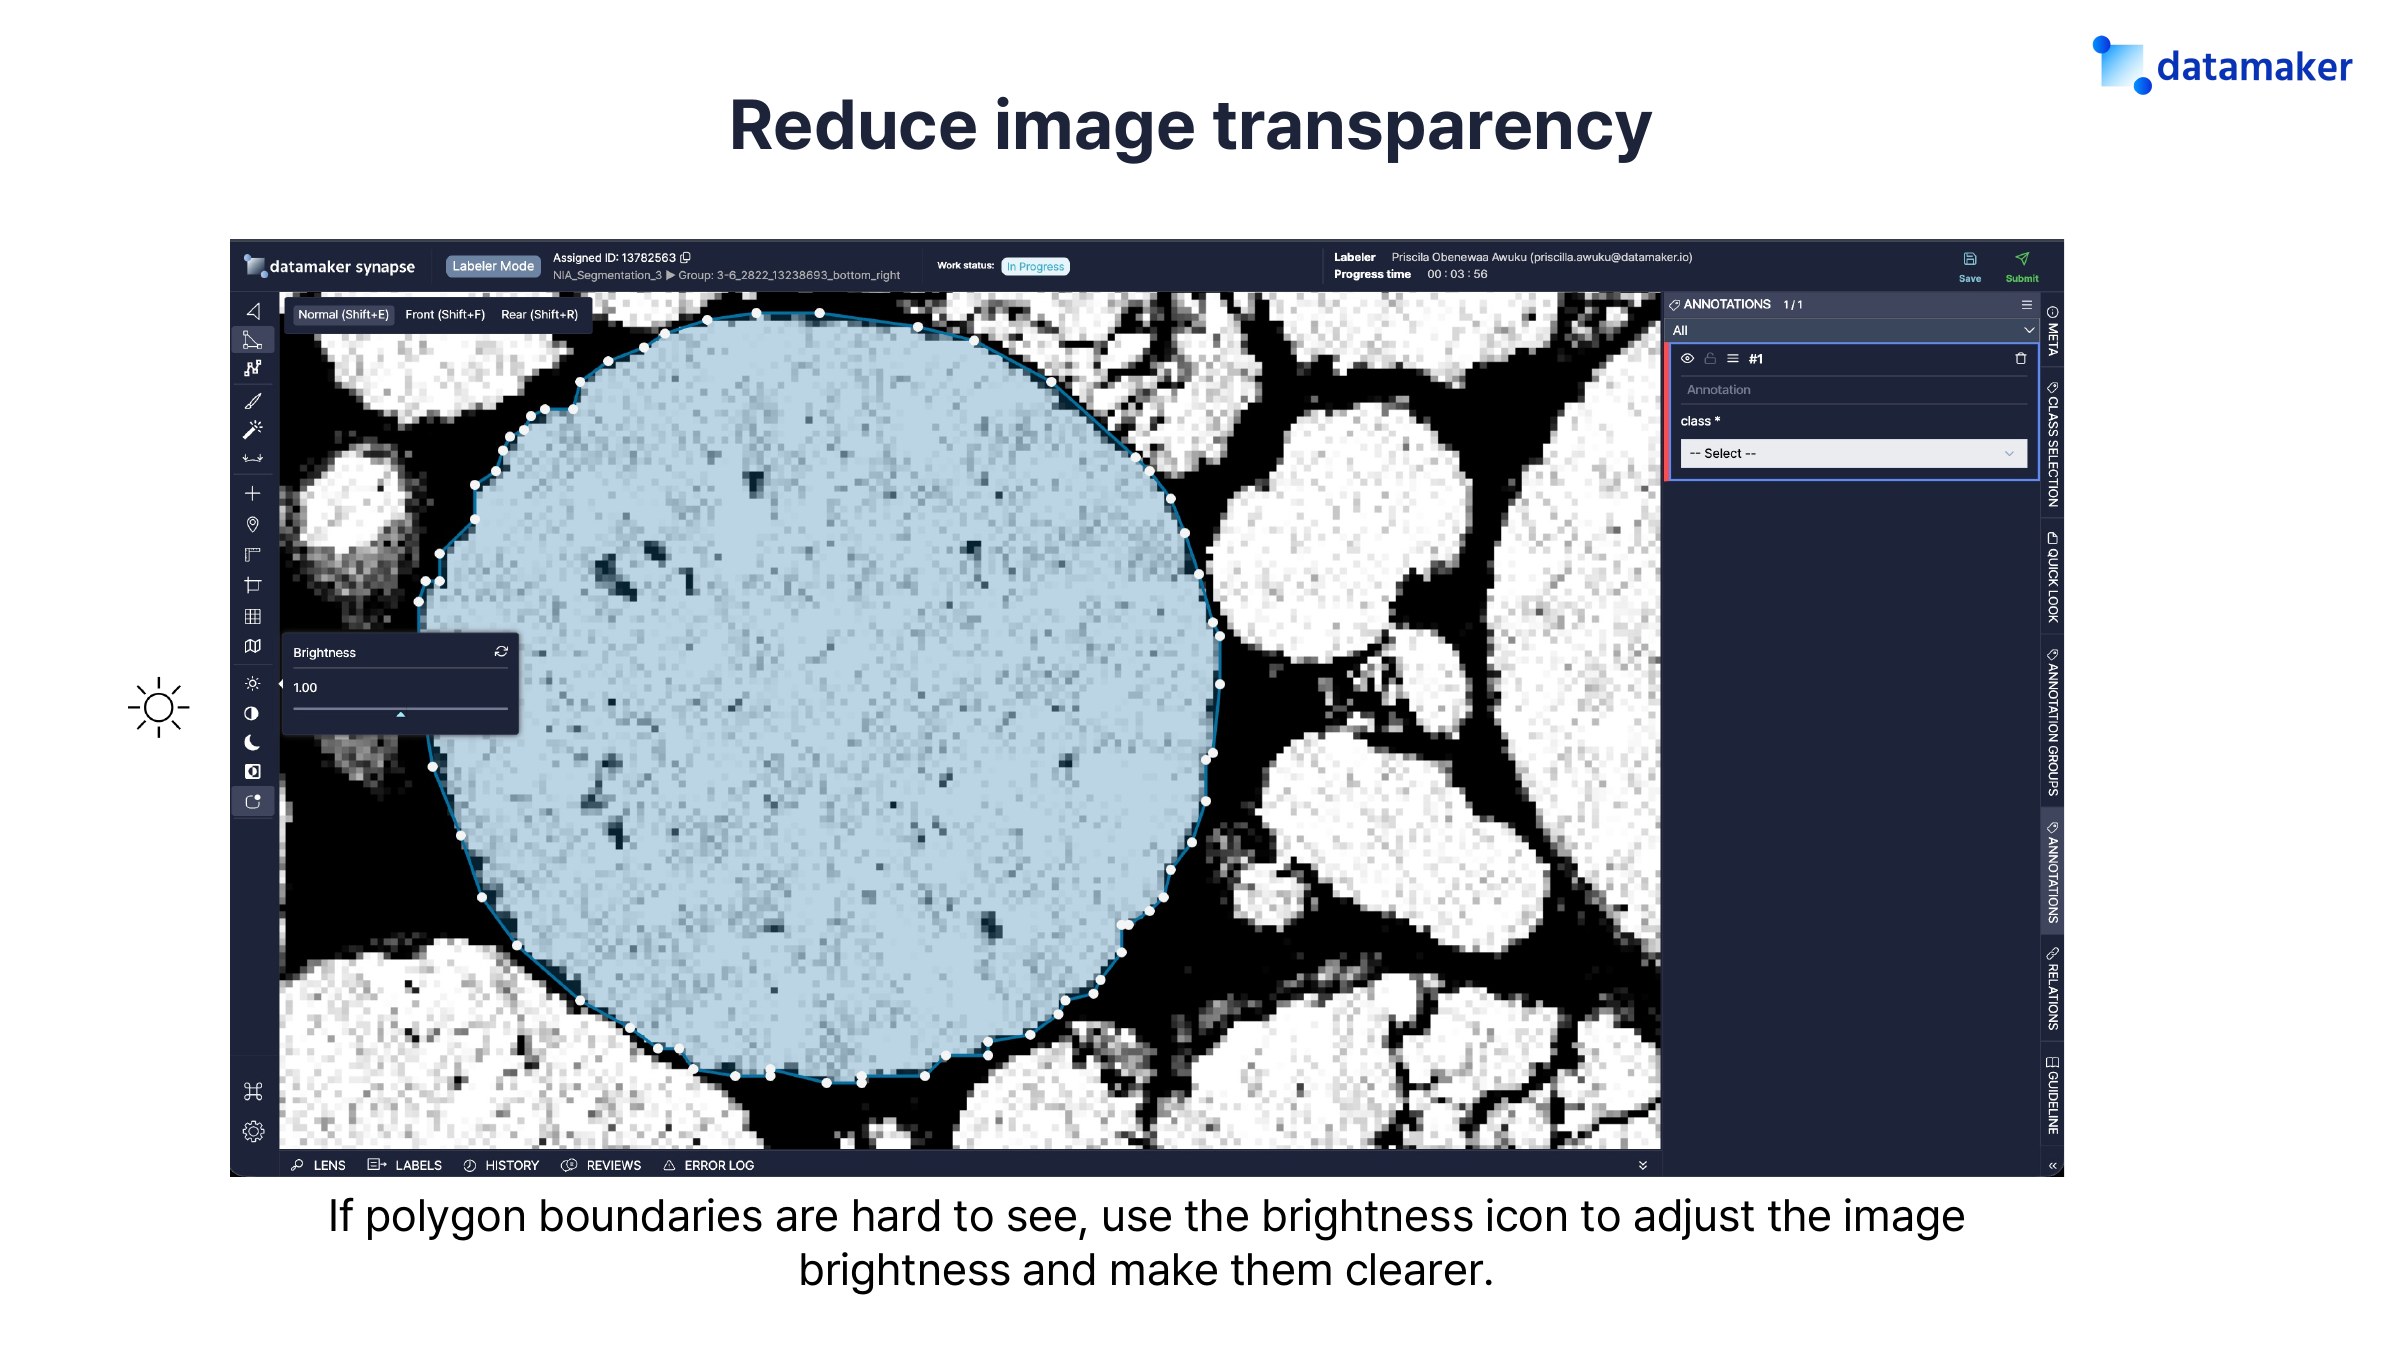 datamaker
Reduce image transparency
datamaker synapse
Labeler Mode
Assigned ID: 13782563
NIA_Segmentation_3 ▶ Group: 3-6_2822_13238693_bottom_right
Work status: In Progress
Labeler Priscila Obenewaa Awuku (priscilla.awuku@datamaker.io)
Progress time 00 : 03 : 56
Save
Submit
Normal (Shift+E) Front (Shift+F) Rear (Shift+R)
ANNOTATIONS 1 / 1
All
#1
Annotation
class *
-- Select --
META
CLASS SELECTION
QUICK LOOK
ANNOTATION GROUPS
ANNOTATIONS
RELATIONS
GUIDELINE
Brightness
1.00
LENS LABELS HISTORY REVIEWS ERROR LOG
If polygon boundaries are hard to see, use the brightness icon to adjust the image
brightness and make them clearer.